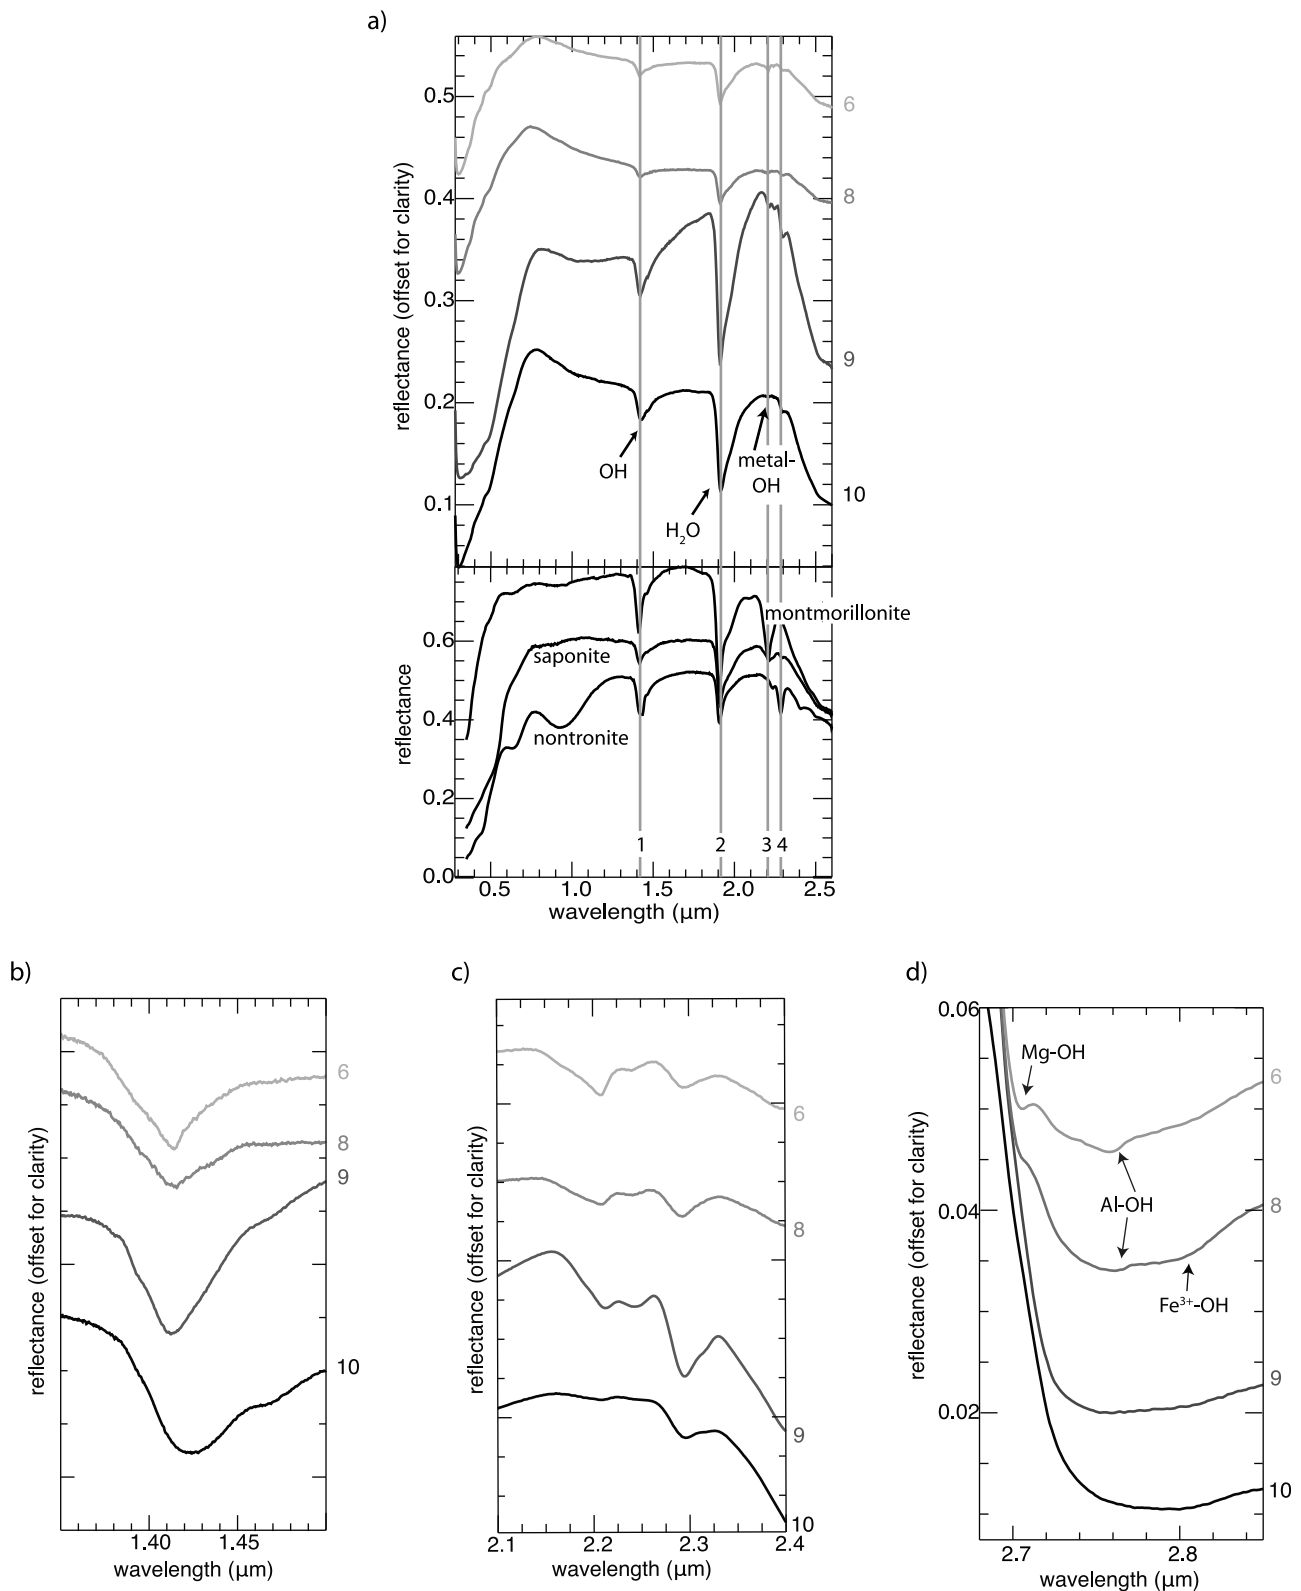 a)
0.5
0.4
0.3
0.2
0.1
reflectance (offset for clarity)
6
8
9
10
OH
H₂O
metal-
OH
montmorillonite
saponite
nontronite
0.6
0.4
0.2
0.0
reflectance
1
2
3
4
0.5
1.0
1.5
2.0
2.5
wavelength (µm)
b)
reflectance (offset for clarity)
6
8
9
10
1.40
1.45
wavelength (µm)
c)
reflectance (offset for clarity)
6
8
9
10
2.1
2.2
2.3
2.4
wavelength (µm)
d)
0.06
0.04
0.02
reflectance (offset for clarity)
Mg-OH
Al-OH
Fe³⁺-OH
6
8
9
10
2.7
2.8
wavelength (µm)